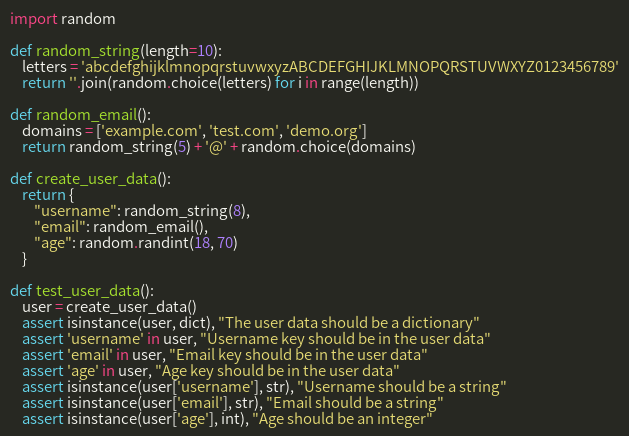 import random
def random_string(length=10):
letters = 'abcdefghijklmnopqrstuvwxyzABCDEFGHIJKLMNOPQRSTUVWXYZ0123456789'
return ''.join(random.choice(letters) for i in range(length))
def random_email():
domains = ['example.com', 'test.com', 'demo.org']
return random_string(5) + '@' + random.choice(domains)
def create_user_data():
return {
"username": random_string(8),
"email": random_email(),
"age": random.randint(18, 70)
}
def test_user_data():
user = create_user_data()
assert isinstance(user, dict), "The user data should be a dictionary"
assert 'username' in user, "Username key should be in the user data"
assert 'email' in user, "Email key should be in the user data"
assert 'age' in user, "Age key should be in the user data"
assert isinstance(user['username'], str), "Username should be a string"
assert isinstance(user['email'], str), "Email should be a string"
assert isinstance(user['age'], int), "Age should be an integer"